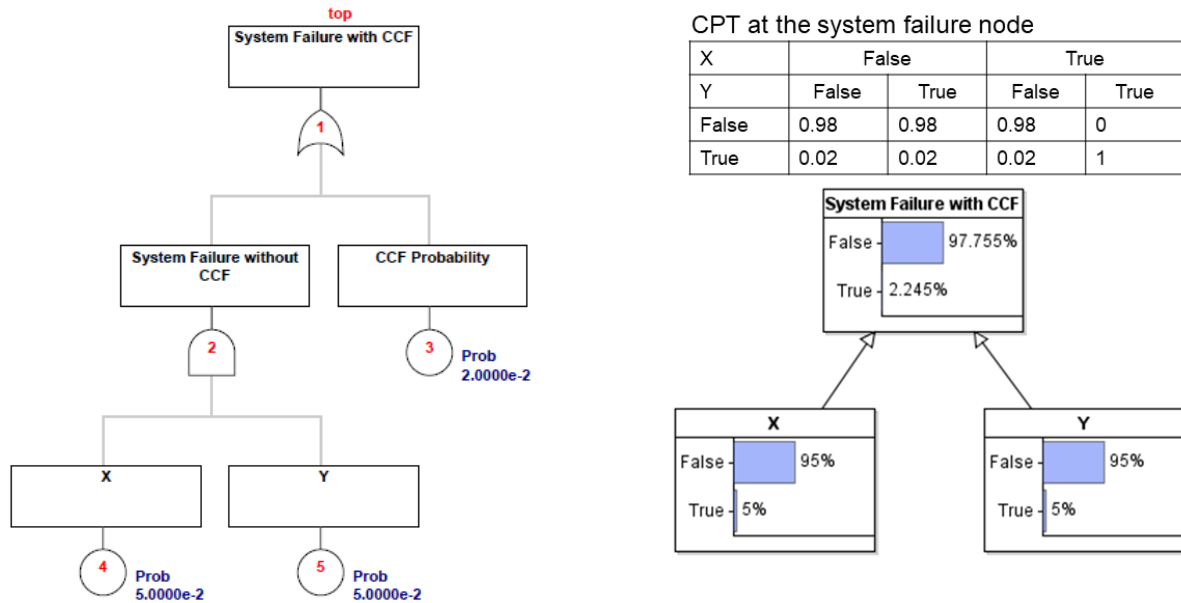 top
System Failure with CCF
1
System Failure without
CCF
CCF Probability
2
3
Prob
2.0000e-2
X
Y
4
Prob
5.0000e-2
5
Prob
5.0000e-2
CPT at the system failure node
X False True
Y False True False True
False 0.98 0.98 0.98 0
True 0.02 0.02 0.02 1
System Failure with CCF
False 97.755%
True 2.245%
X
False 95%
True 5%
Y
False 95%
True 5%